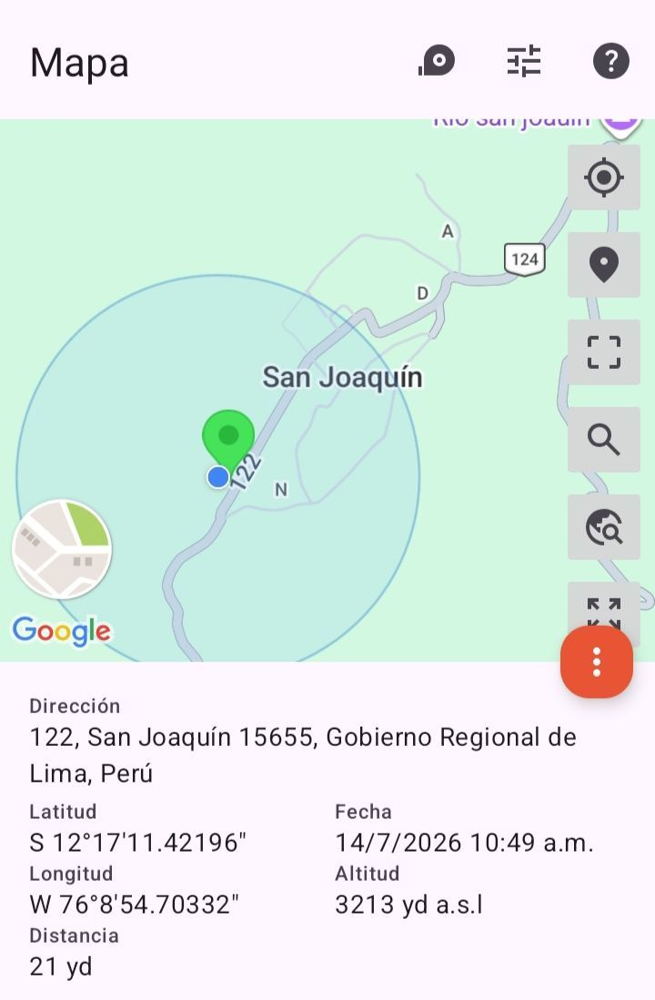 Mapa
Río san joauin
A
124
D
San Joaquín
122
N
Google
Dirección
122, San Joaquín 15655, Gobierno Regional de
Lima, Perú
Latitud
S 12°17'11.42196"
Fecha
14/7/2026 10:49 a.m.
Longitud
W 76°8'54.70332"
Altitud
3213 yd a.s.l
Distancia
21 yd